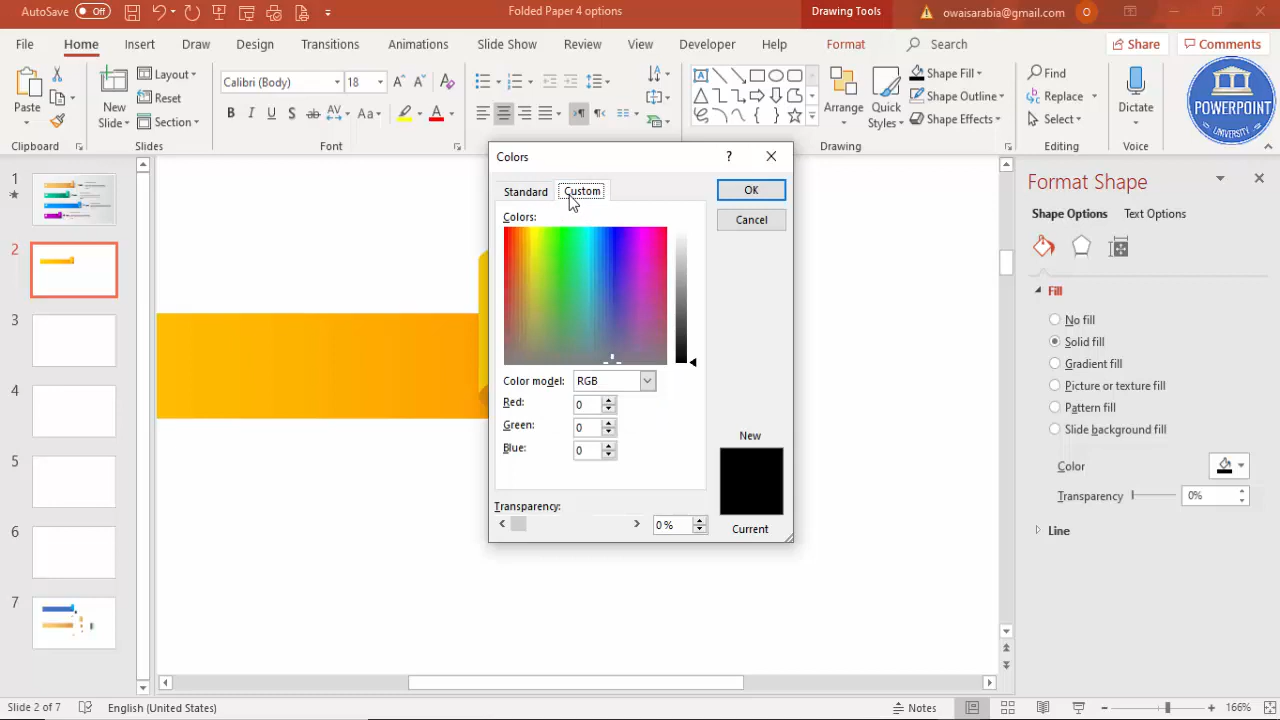 AutoSave Off
Folded Paper 4 options
Drawing Tools
owaisarabia@gmail.com
O
File Home Insert Draw Design Transitions Animations Slide Show Review View Developer Help Format Search
Share
Comments
Paste
Clipboard
New
Slide
Layout
Reset
Section
Slides
Calibri (Body)
18
B I U S ab AV Aa A
Font
Arrange
Quick
Styles
Shape Fill
Shape Outline
Shape Effects
Drawing
Find
Replace
Select
Editing
Dictate
Voice
POWERPOINT
UNIVERSITY
1
2
3
4
5
6
7
Colors
?
Standard
Custom
OK
Cancel
Colors:
Color model: RGB
Red: 0
Green: 0
Blue: 0
New
Current
Transparency:
0 %
Format Shape
Shape Options
Text Options
Fill
No fill
Solid fill
Gradient fill
Picture or texture fill
Pattern fill
Slide background fill
Color
Transparency 0%
Line
Slide 2 of 7
English (United States)
Notes
166%